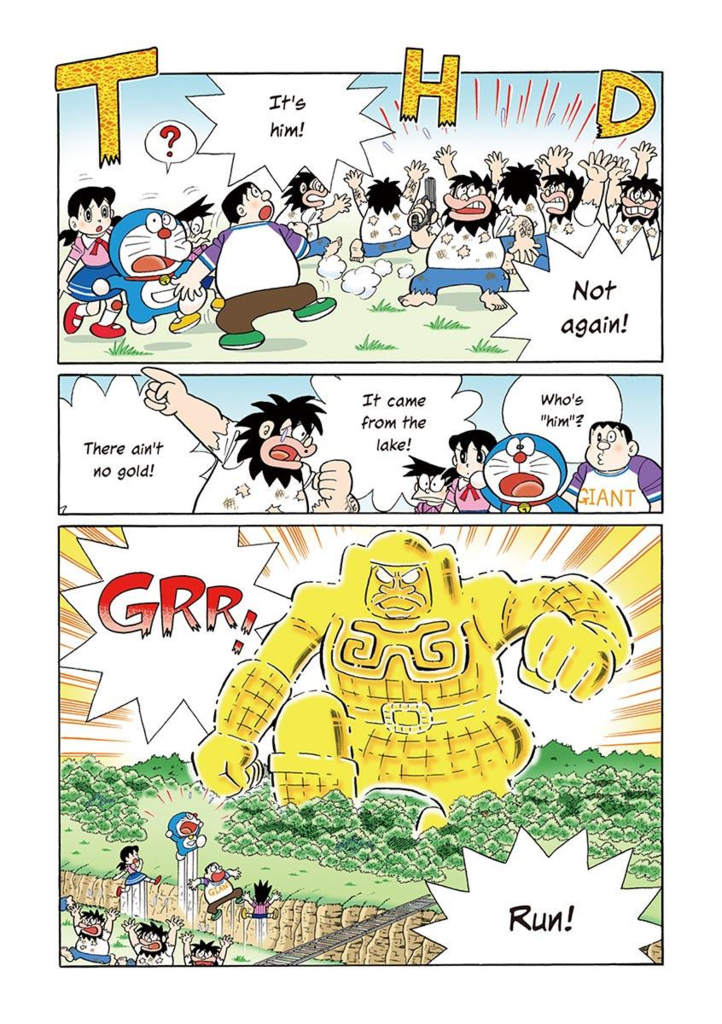 T H D
?
It's
him!
Not
again!
There ain't
no gold!
It came
from the
lake!
Who's
"him"?
GIANT
GRR!
GIANT
Run!